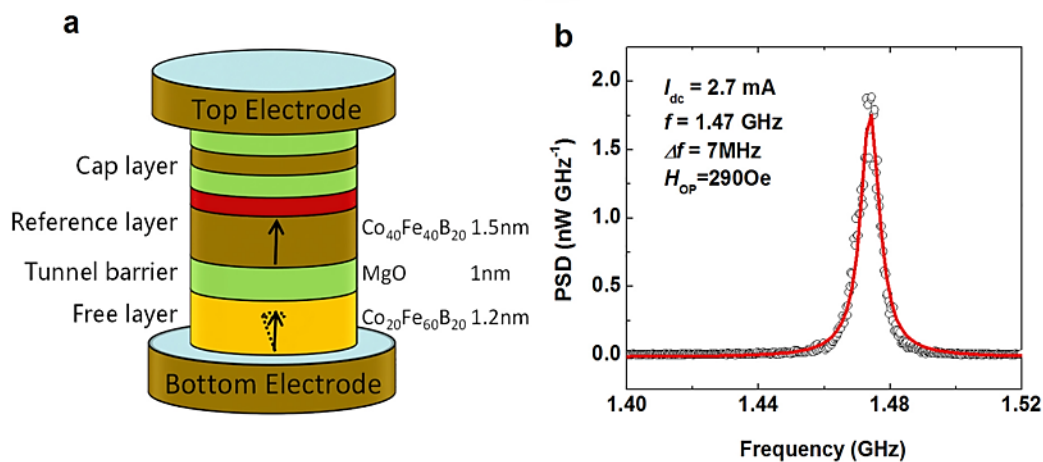 a
Top Electrode
Cap layer
Reference layer
Co40Fe40B20 1.5nm
Tunnel barrier
MgO 1nm
Free layer
Co20Fe60B20 1.2nm
Bottom Electrode
b
PSD (nW GHz⁻¹)
2.0
1.5
1.0
0.5
0.0
Idc = 2.7 mA
f = 1.47 GHz
Δf = 7MHz
HOP=290Oe
1.40 1.44 1.48 1.52
Frequency (GHz)